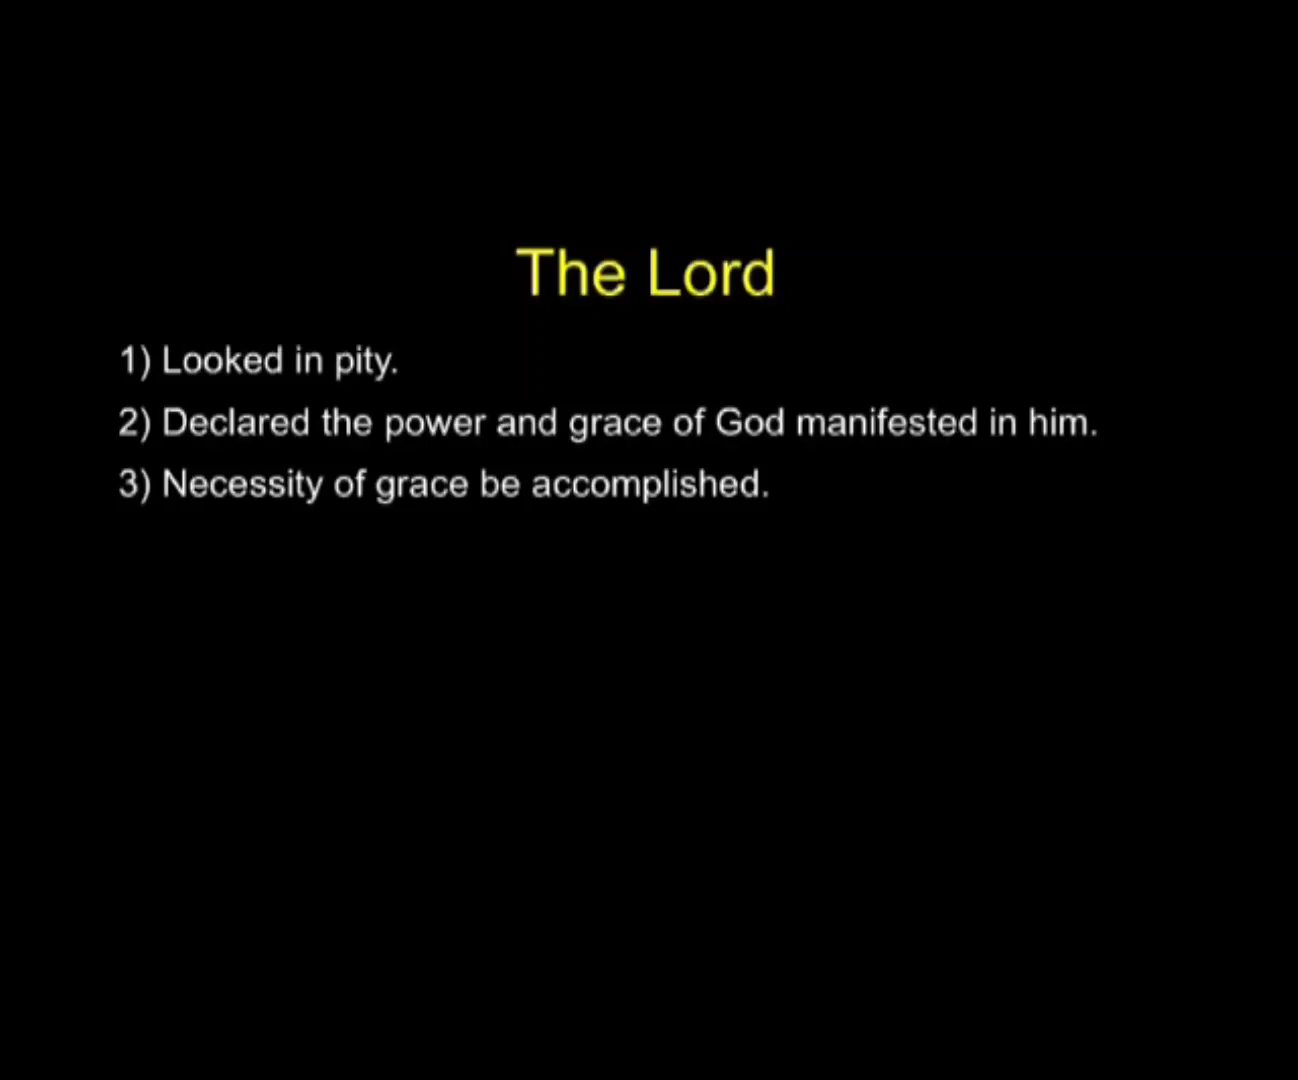 The Lord
1) Looked in pity.
2) Declared the power and grace of God manifested in him.
3) Necessity of grace be accomplished.